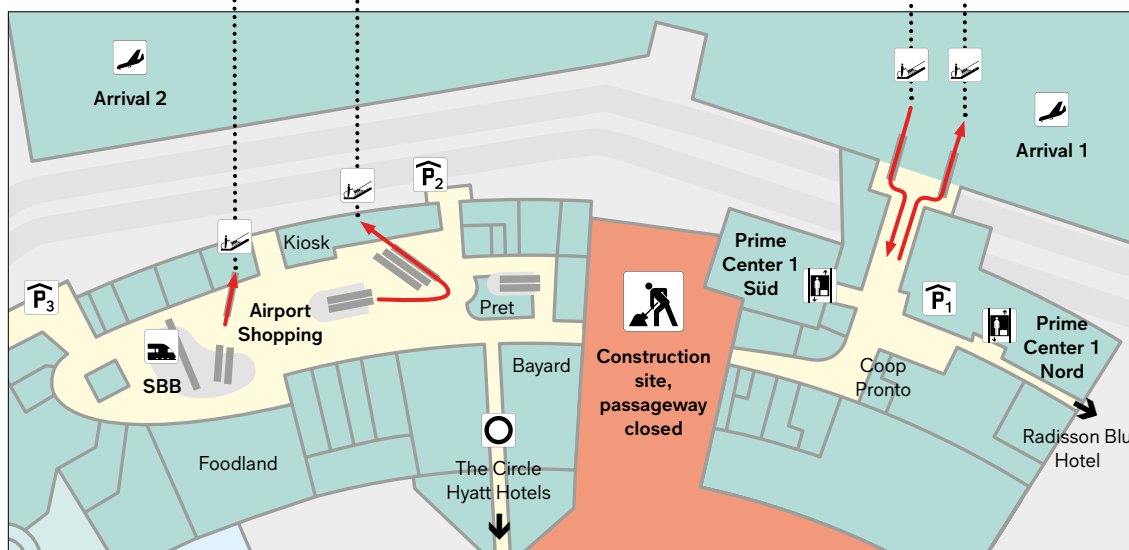 Arrival 2
Arrival 1
P2
Kiosk
Prime
Center 1
Süd
P3
Airport
Shopping
Pret
P1
SBB
Bayard
Construction
site,
passageway
closed
Coop
Pronto
Prime
Center 1
Nord
Foodland
The Circle
Hyatt Hotels
Radisson Blu
Hotel